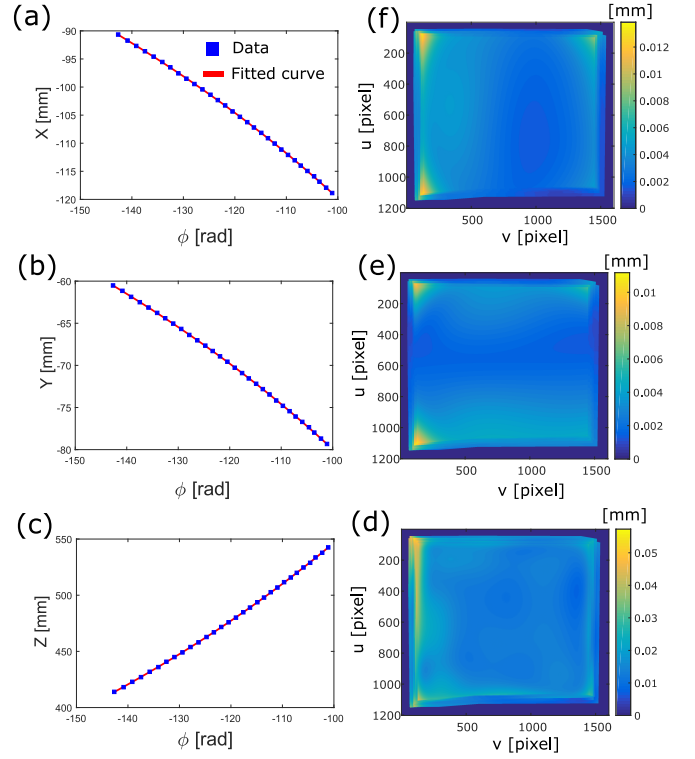 (a)
X [mm]
-90
-95
-100
-105
-110
-115
-120
Data
Fitted curve
-150 -140 -130 -120 -110 -100
ϕ [rad]
(f)
[mm]
u [pixel]
200
400
600
800
1000
1200
500 1000 1500
v [pixel]
0.012
0.01
0.008
0.006
0.004
0.002
0
(b)
Y [mm]
-60
-65
-70
-75
-80
-150 -140 -130 -120 -110 -100
ϕ [rad]
(e)
[mm]
u [pixel]
200
400
600
800
1000
1200
500 1000 1500
v [pixel]
0.01
0.008
0.006
0.004
0.002
0
(c)
Z [mm]
550
500
450
400
-150 -140 -130 -120 -110 -100
ϕ [rad]
(d)
[mm]
u [pixel]
200
400
600
800
1000
1200
500 1000 1500
v [pixel]
0.05
0.04
0.03
0.02
0.01
0